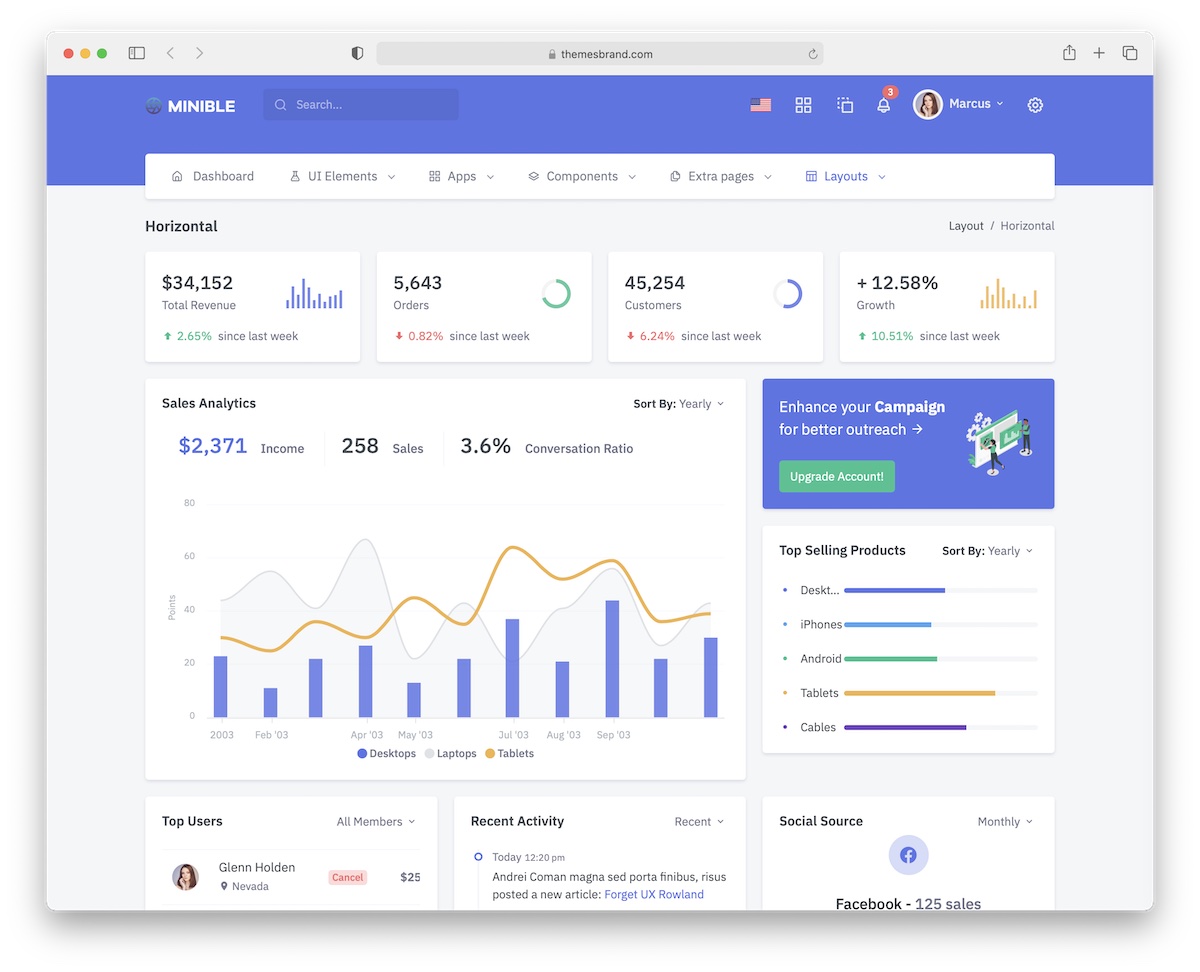 themesbrand.com
MINIBLE
Search...
3
Marcus
Dashboard UI Elements Apps Components Extra pages Layouts
Horizontal
Layout / Horizontal
$34,152
Total Revenue
2.65% since last week
5,643
Orders
0.82% since last week
45,254
Customers
6.24% since last week
+ 12.58%
Growth
10.51% since last week
Sales Analytics
Sort By: Yearly
$2,371 Income 258 Sales 3.6% Conversation Ratio
80
60
40
20
0
Points
2003 Feb '03 Apr '03 May '03 Jul '03 Aug '03 Sep '03
Desktops Laptops Tablets
Enhance your Campaign
for better outreach →
Upgrade Account!
Top Selling Products
Sort By: Yearly
Deskt...
iPhones
Android
Tablets
Cables
Top Users
All Members
Glenn Holden
Nevada
Cancel
$25
Recent Activity
Recent
Today 12:20 pm
Andrei Coman magna sed porta finibus, risus
posted a new article: Forget UX Rowland
Social Source
Monthly
Facebook - 125 sales